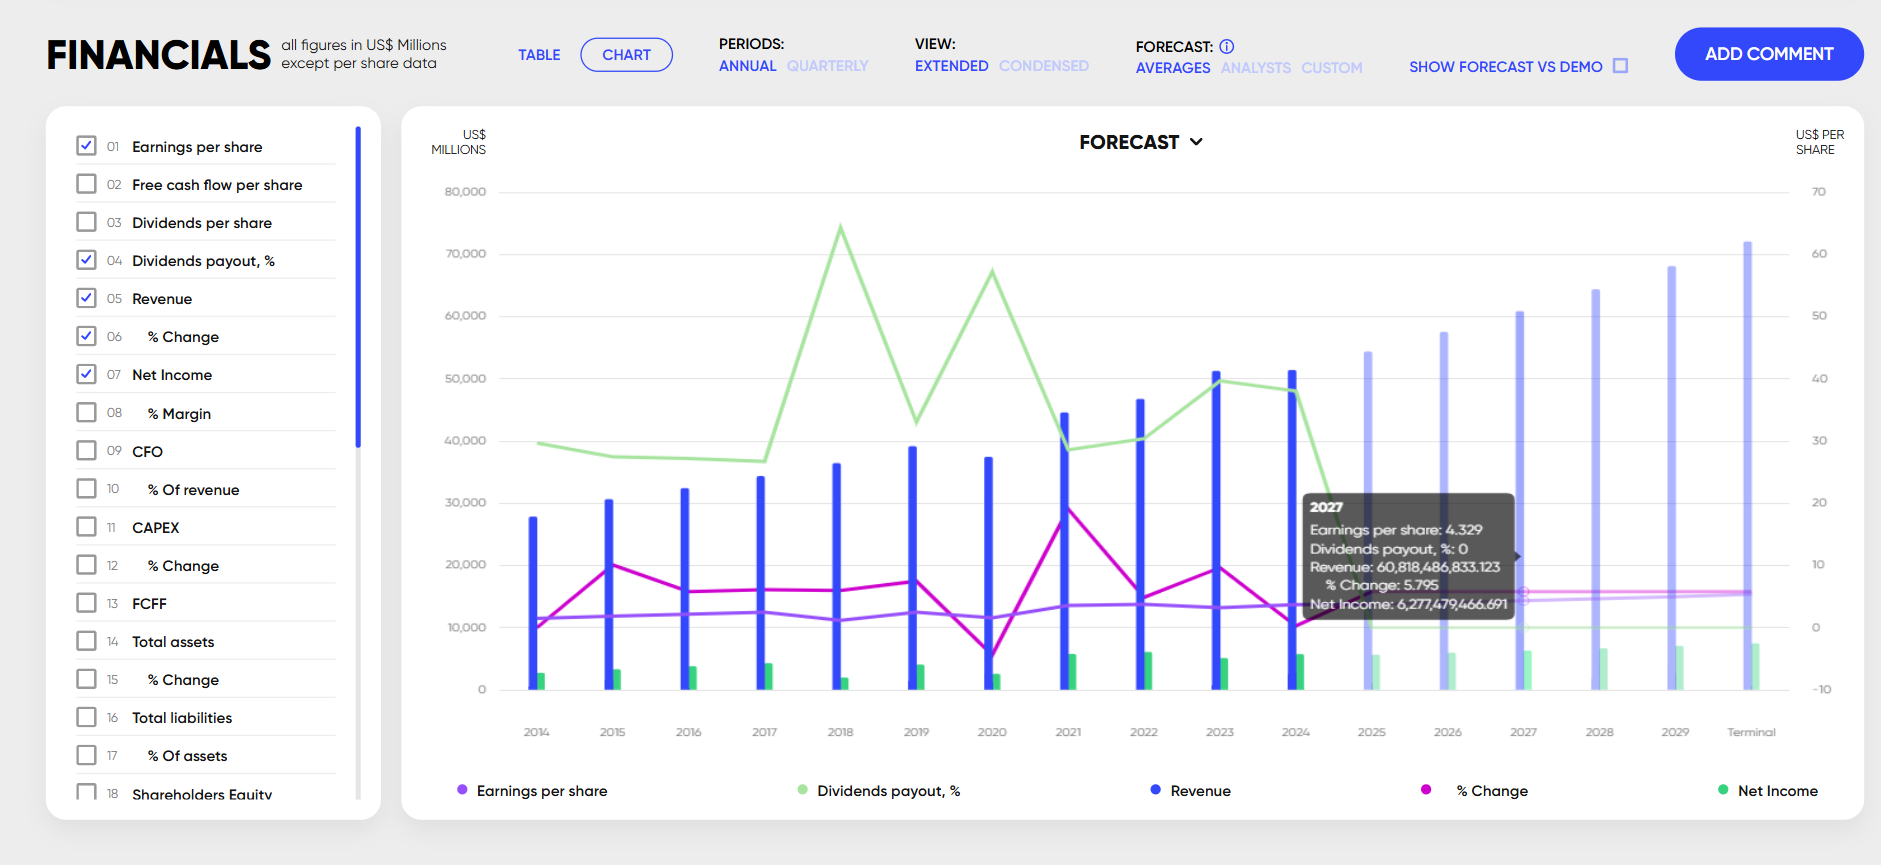 FINANCIALS
all figures in US$ Millions
except per share data
TABLE
CHART
PERIODS:
ANNUAL QUARTERLY
VIEW:
EXTENDED CONDENSED
FORECAST:
AVERAGES ANALYSTS CUSTOM
SHOW FORECAST VS DEMO
ADD COMMENT
01 Earnings per share
02 Free cash flow per share
03 Dividends per share
04 Dividends payout, %
05 Revenue
06 % Change
07 Net Income
08 % Margin
09 CFO
10 % Of revenue
11 CAPEX
12 % Change
13 FCFF
14 Total assets
15 % Change
16 Total liabilities
17 % Of assets
18 Shareholders Equity
US$
MILLIONS
FORECAST
US$ PER
SHARE
80,000 70
70,000 60
60,000 50
50,000 40
40,000 30
30,000 20
20,000 10
10,000 0
0 -10
2027
Earnings per share: 4.329
Dividends payout, %: 0
Revenue: 60,818,486,833.123
% Change: 5.795
Net Income: 6,277,479,466.691
2014 2015 2016 2017 2018 2019 2020 2021 2022 2023 2024 2025 2026 2027 2028 2029 Terminal
Earnings per share Dividends payout, % Revenue % Change Net Income